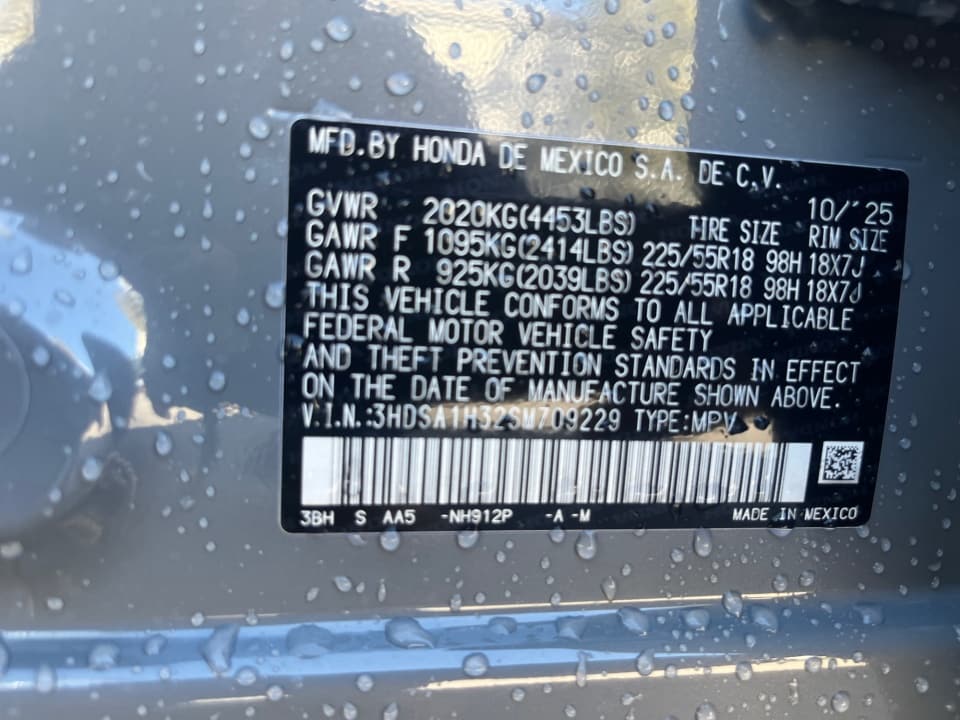 MFD.BY HONDA DE MEXICO S.A. DE C.V.
10/'25
GVWR 2020KG(4453LBS) TIRE SIZE RIM SIZE
GAWR F 1095KG(2414LBS) 225/55R18 98H 18X7J
GAWR R 925KG(2039LBS) 225/55R18 98H 18X7J
THIS VEHICLE CONFORMS TO ALL APPLICABLE
FEDERAL MOTOR VEHICLE SAFETY
AND THEFT PREVENTION STANDARDS IN EFFECT
ON THE DATE OF MANUFACTURE SHOWN ABOVE.
V.I.N.:3HDSA1H32SM709229 TYPE:MPV
3BH S AA5 -NH912P -A -M MADE IN MEXICO